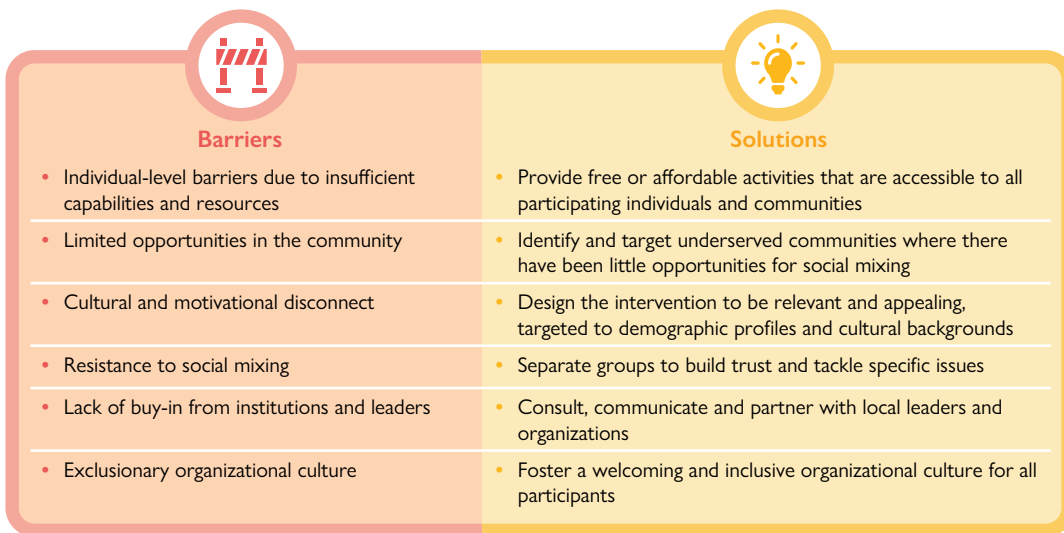 Barriers
Solutions
• Individual-level barriers due to insufficient
capabilities and resources
• Provide free or affordable activities that are accessible to all
participating individuals and communities
• Limited opportunities in the community
• Identify and target underserved communities where there
have been little opportunities for social mixing
• Cultural and motivational disconnect
• Design the intervention to be relevant and appealing,
targeted to demographic profiles and cultural backgrounds
• Resistance to social mixing
• Separate groups to build trust and tackle specific issues
• Lack of buy-in from institutions and leaders
• Consult, communicate and partner with local leaders and
organizations
• Exclusionary organizational culture
• Foster a welcoming and inclusive organizational culture for all
participants